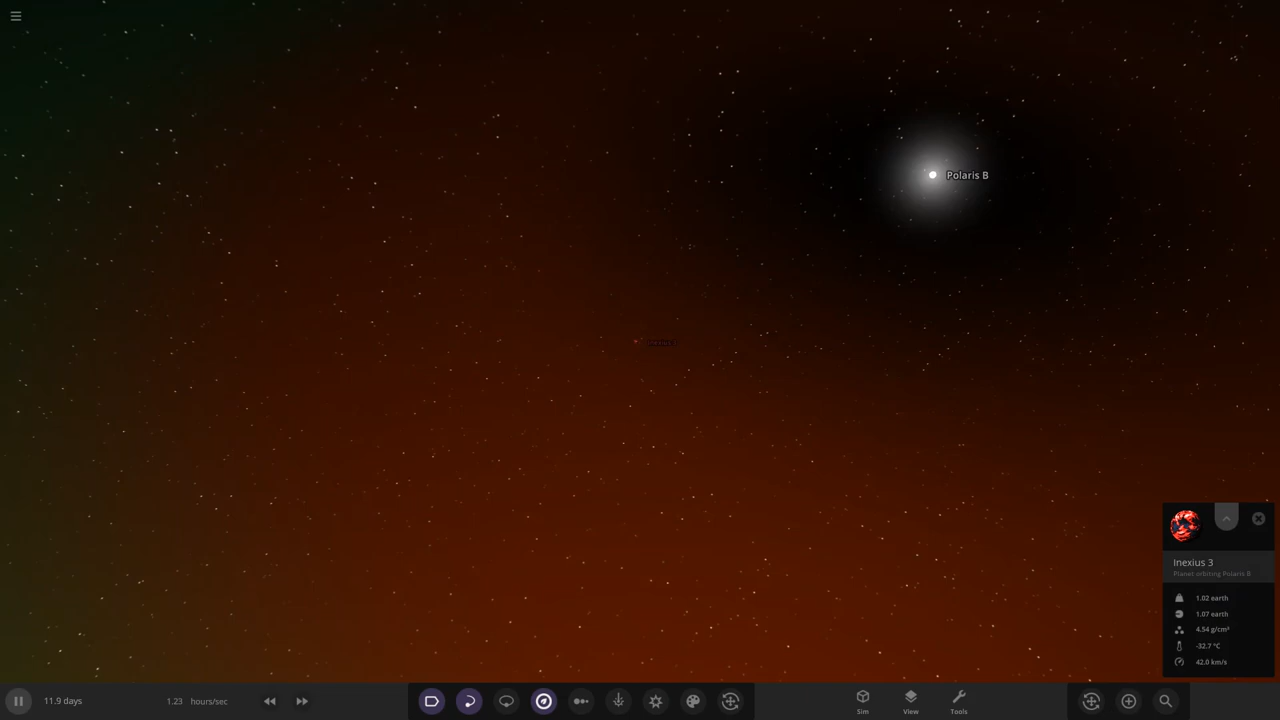 Polaris B
Inexius 3
Planet orbiting Polaris B
1.02 earth
1.07 earth
4.54 g/cm³
-32.7 °C
42.0 km/s
11.9 days
1.23 hours/sec
Sim
View
Tools